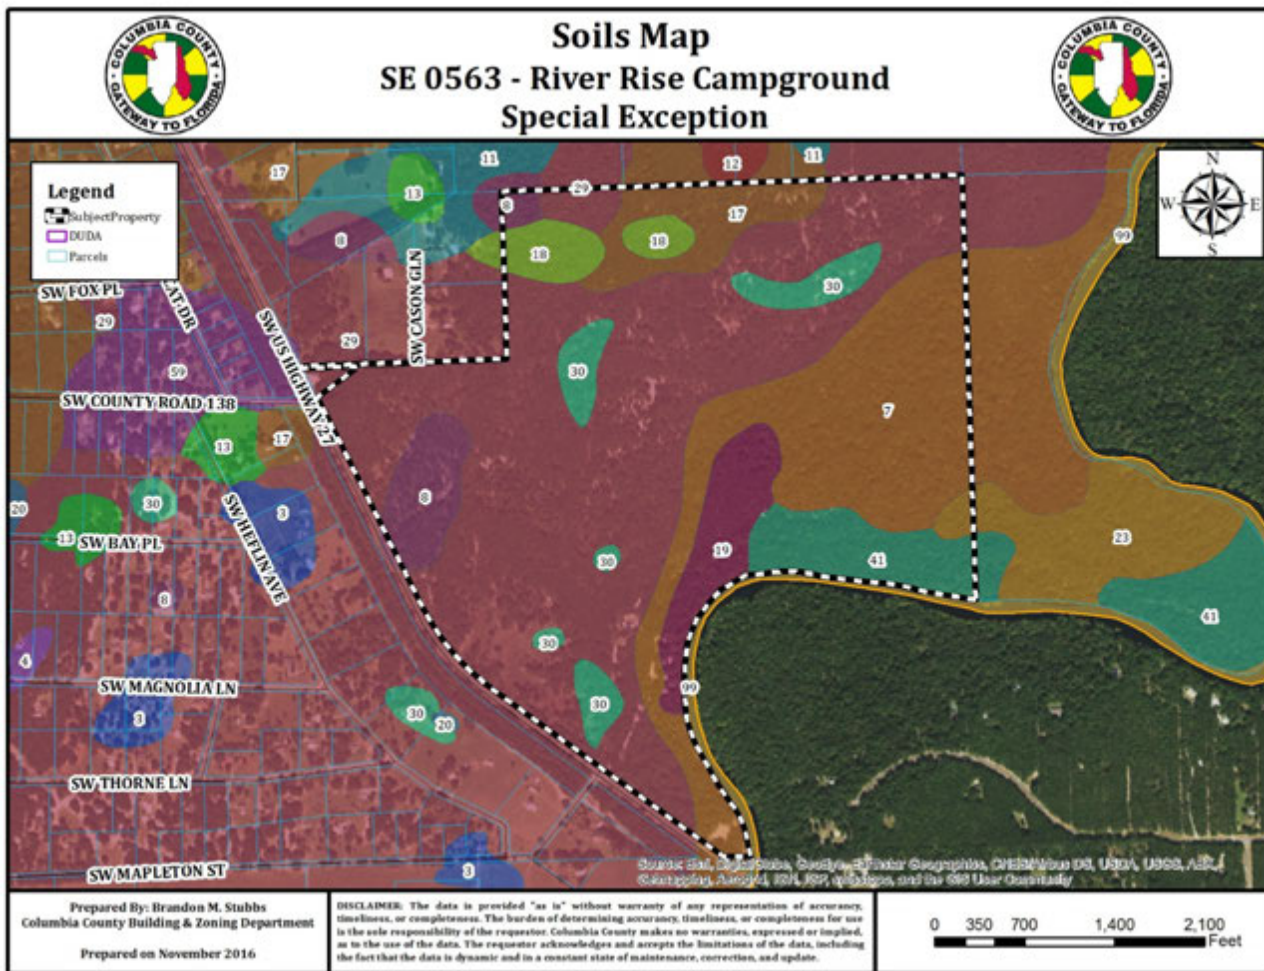 Soils Map
SE 0563 - River Rise Campground
Special Exception
COLUMBIA COUNTY
GATEWAY TO FLORIDA
COLUMBIA COUNTY
GATEWAY TO FLORIDA
Legend
SubjectProperty
DUDA
Parcels
N
W E
S
17
11
13
8
8
29
12
11
17
18
18
30
99
SW FOX PL
29
SW CASON GLN
SW US HIGHWAY 27
29
59
SW COUNTY ROAD 138
30
7
13
17
8
20
30
3
13
SW BAY PL
SW HEFLIN AVE
19
30
41
23
41
8
4
30
SW MAGNOLIA LN
99
3
30
20
30
SW THORNE LN
SW MAPLETON ST
3
Prepared By: Brandon M. Stubbs
Columbia County Building & Zoning Department
Prepared on November 2016
DISCLAIMER: The data is provided "as is" without warranty of any representation of accuracy,
timeliness, or completeness. The burden of determining accuracy, timeliness, or completeness for use
is the sole responsibility of the requestor. Columbia County makes no warranties, expressed or implied,
as to the use of the data. The requestor acknowledges and accepts the limitations of the data, including
the fact that the data is dynamic and in a constant state of maintenance, correction, and update.
0 350 700 1,400 2,100
Feet